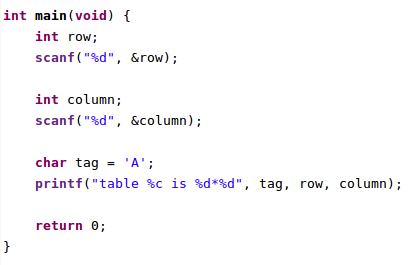 int main(void) {
    int row;
    scanf("%d", &row);

    int column;
    scanf("%d", &column);

    char tag = 'A';
    printf("table %c is %d*%d", tag, row, column);

    return 0;
}